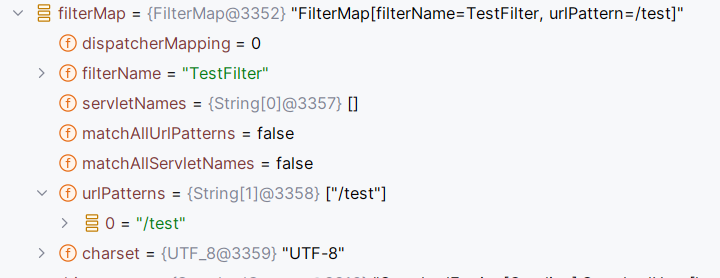 filterMap = {FilterMap@3352} "FilterMap[filterName=TestFilter, urlPattern=/test]"
f dispatcherMapping = 0
f filterName = "TestFilter"
f servletNames = {String[0]@3357} []
f matchAllUrlPatterns = false
f matchAllServletNames = false
f urlPatterns = {String[1]@3358} ["/test"]
0 = "/test"
f charset = {UTF_8@3359} "UTF-8"